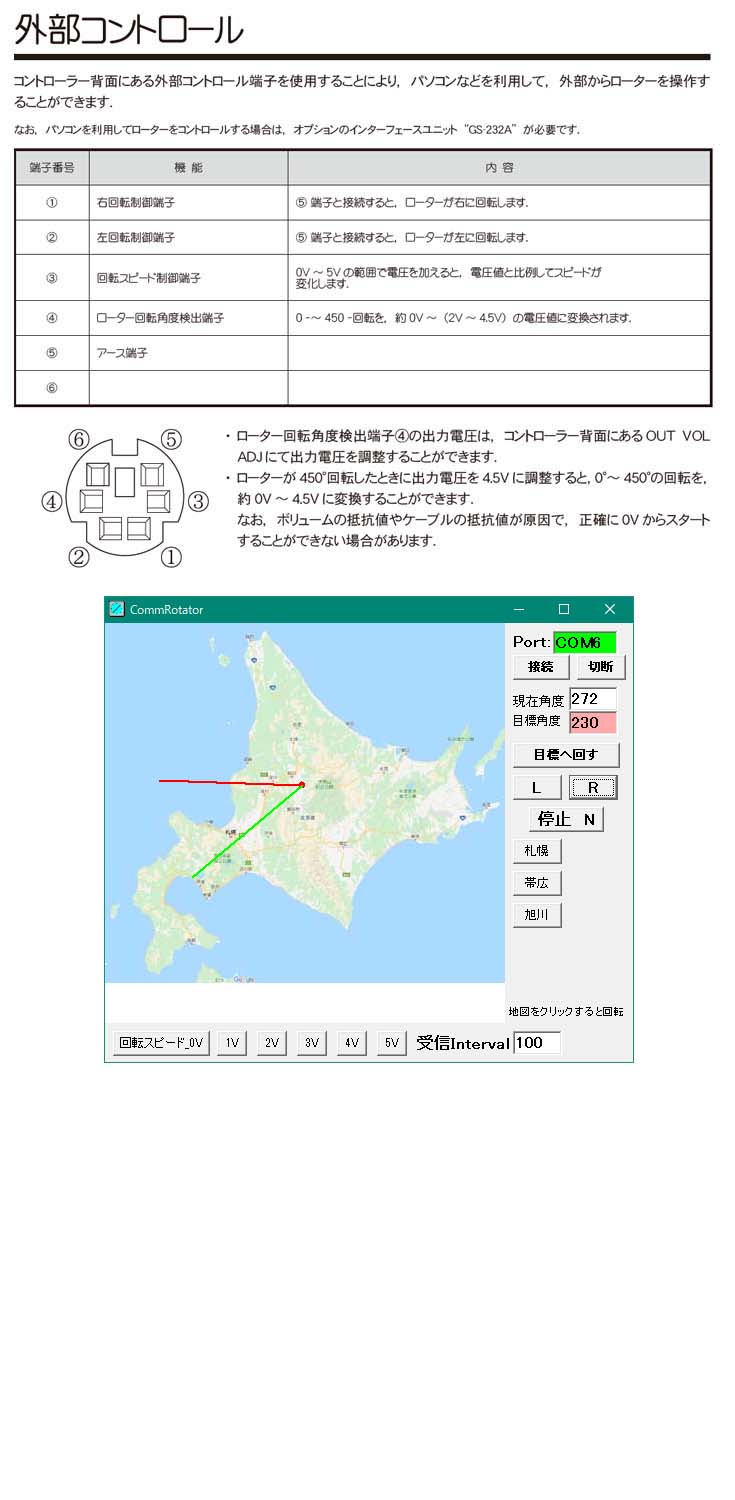 外部コントロール
コントローラー背面にある外部コントロール端子を使用することにより，パソコンなどを利用して，外部からローターを操作す
ることができます．
なお，パソコンを利用してローターをコントロールする場合は，オプションのインターフェースユニット “GS-232A” が必要です．
端子番号 機 能 内 容
① 右回転制御端子 ⑤ 端子と接続すると，ローターが右に回転します．
② 左回転制御端子 ⑤ 端子と接続すると，ローターが左に回転します．
③ 回転スピード制御端子 0V ～ 5V の範囲で電圧を加えると，電圧値と比例してスピードが
変化します．
④ ローター回転角度検出端子 0 -～ 450 -回転を，約 0V ～（2V ～ 4.5V）の電圧値に変換されます．
⑤ アース端子
⑥
⑥ ⑤
④ ③
② ①
・ローター回転角度検出端子④の出力電圧は，コントローラー背面にある OUT VOL
ADJ にて出力電圧を調整することができます．
・ローターが 450°回転したときに出力電圧を 4.5V に調整すると，0°～ 450°の回転を，
約 0V ～ 4.5V に変換することができます．
なお，ボリュームの抵抗値やケーブルの抵抗値が原因で，正確に 0V からスタート
することができない場合があります．
CommRotator
Port: COM6
接続 切断
現在角度 272
目標角度 230
目標へ回す
L R
停止 N
札幌
帯広
旭川
札幌
Google
地図をクリックすると回転
回転スピード_0V 1V 2V 3V 4V 5V 受信Interval 100